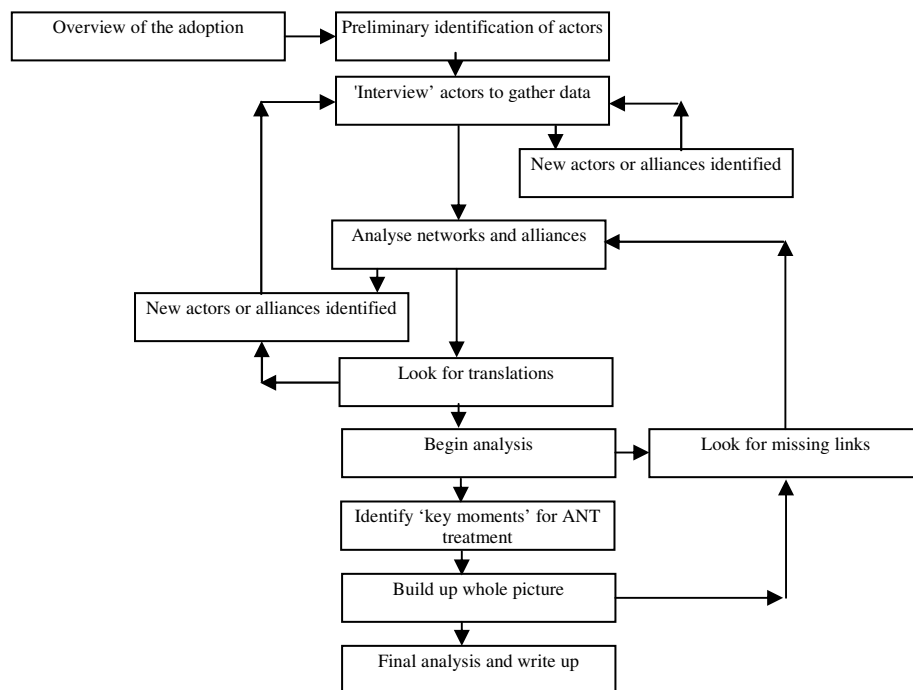 Overview of the adoption
Preliminary identification of actors
'Interview’ actors to gather data
New actors or alliances identified
Analyse networks and alliances
New actors or alliances identified
Look for translations
Begin analysis
Look for missing links
Identify ‘key moments’ for ANT
treatment
Build up whole picture
Final analysis and write up